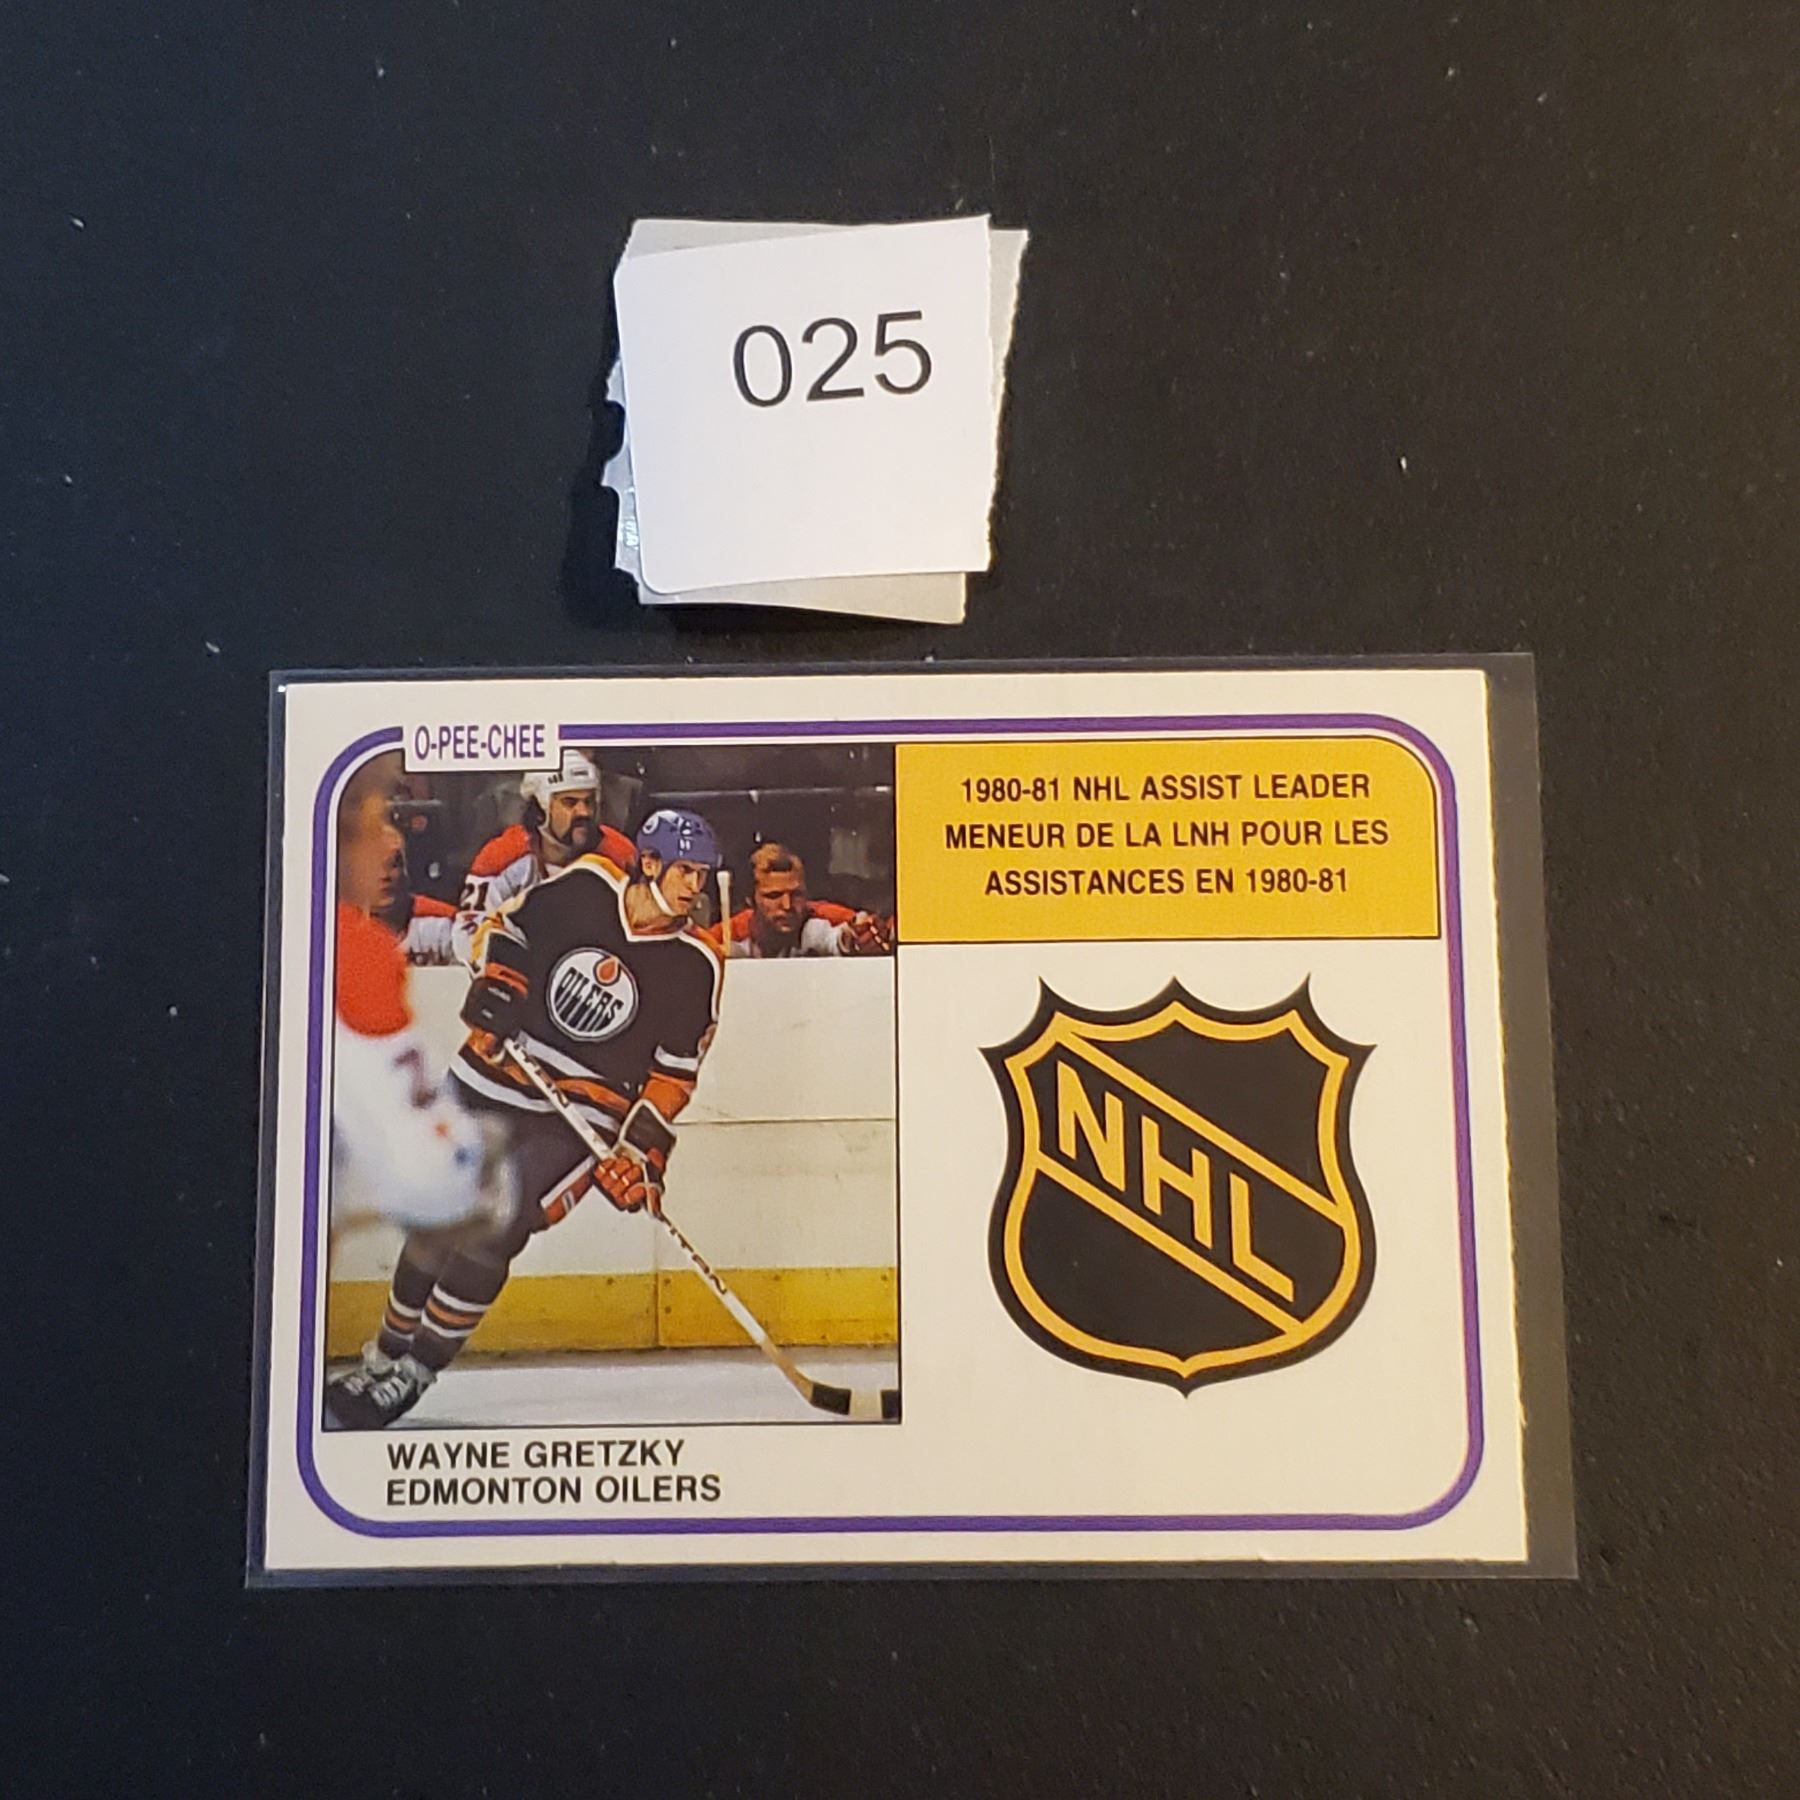 025
O-PEE-CHEE
1980-81 NHL ASSIST LEADER
MENEUR DE LA LNH POUR LES
ASSISTANCES EN 1980-81
21
OILERS
2
NHL
WAYNE GRETZKY
EDMONTON OILERS